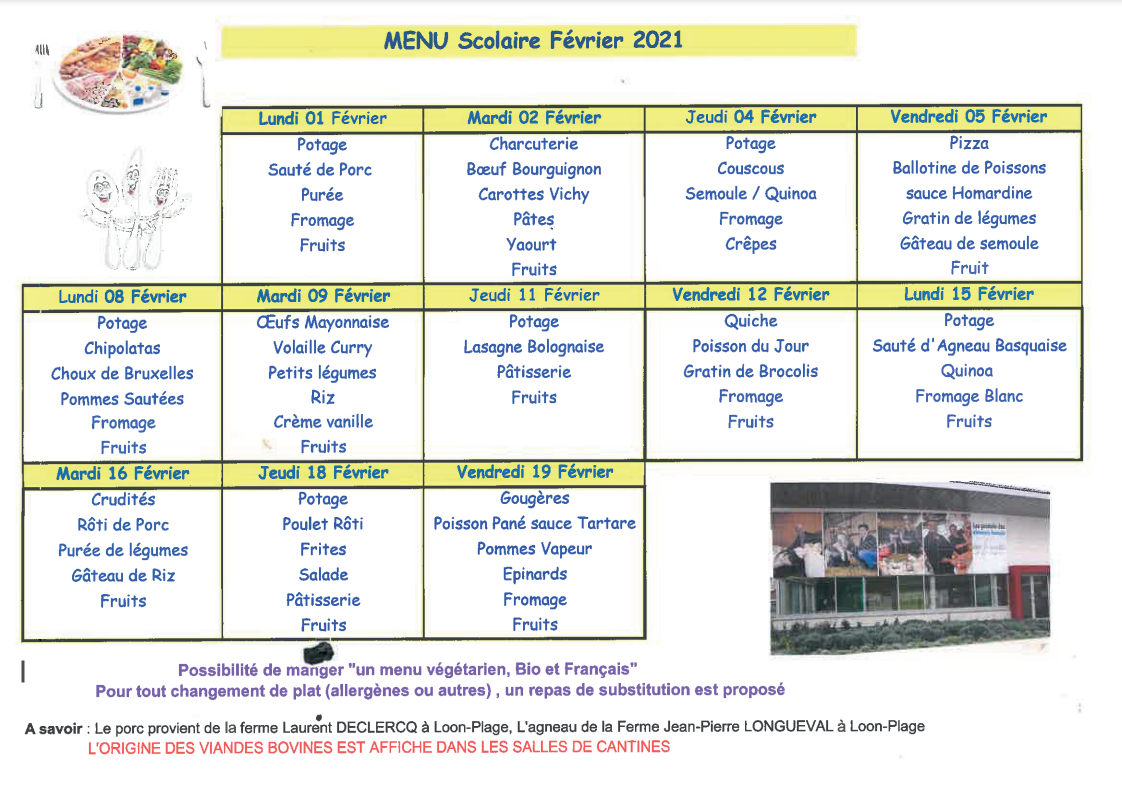 MENU Scolaire Février 2021
Lundi 01 Février
Potage
Sauté de Porc
Purée
Fromage
Fruits
Mardi 02 Février
Charcuterie
Bœuf Bourguignon
Carottes Vichy
Pâtes
Yaourt
Fruits
Jeudi 04 Février
Potage
Couscous
Semoule / Quinoa
Fromage
Crêpes
Vendredi 05 Février
Pizza
Ballotine de Poissons
sauce Homardine
Gratin de légumes
Gâteau de semoule
Fruit
Lundi 08 Février
Potage
Chipolatas
Choux de Bruxelles
Pommes Sautées
Fromage
Fruits
Mardi 09 Février
Œufs Mayonnaise
Volaille Curry
Petits légumes
Riz
Crème vanille
Fruits
Jeudi 11 Février
Potage
Lasagne Bolognaise
Pâtisserie
Fruits
Vendredi 12 Février
Quiche
Poisson du Jour
Gratin de Brocolis
Fromage
Fruits
Lundi 15 Février
Potage
Sauté d'Agneau Basquaise
Quinoa
Fromage Blanc
Fruits
Mardi 16 Février
Crudités
Rôti de Porc
Purée de légumes
Gâteau de Riz
Fruits
Jeudi 18 Février
Potage
Poulet Rôti
Frites
Salade
Pâtisserie
Fruits
Vendredi 19 Février
Gougères
Poisson Pané sauce Tartare
Pommes Vapeur
Epinards
Fromage
Fruits
Possibilité de manger "un menu végétarien, Bio et Français"
Pour tout changement de plat (allergènes ou autres) , un repas de substitution est proposé
A savoir : Le porc provient de la ferme Laurent DECLERCQ à Loon-Plage, L'agneau de la Ferme Jean-Pierre LONGUEVAL à Loon-Plage
L'ORIGINE DES VIANDES BOVINES EST AFFICHE DANS LES SALLES DE CANTINES